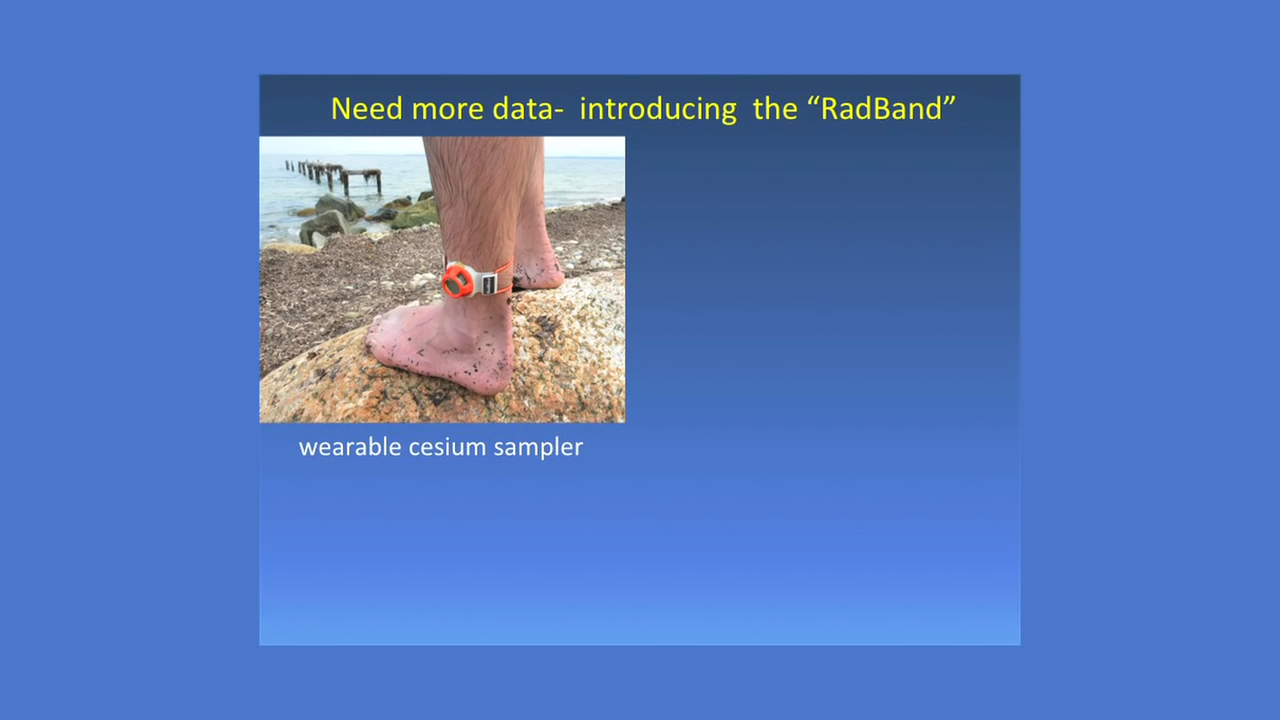 Need more data-  introducing  the “RadBand”
wearable cesium sampler